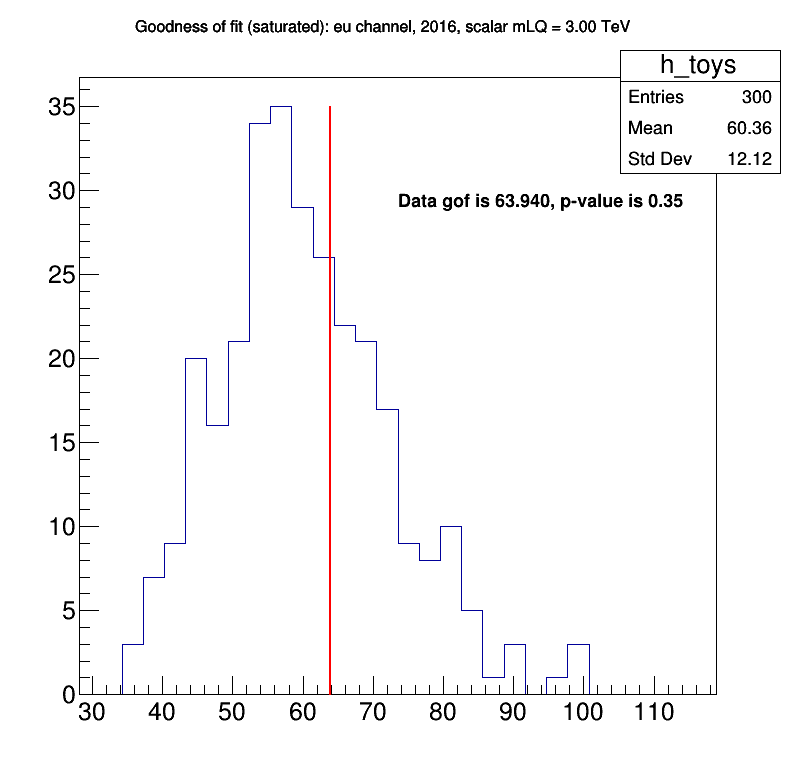 Goodness of fit (saturated): eu channel, 2016, scalar mLQ = 3.00 TeV
h_toys
Entries 300
Mean 60.36
Std Dev 12.12
Data gof is 63.940, p-value is 0.35
35
30
25
20
15
10
5
0
30 40 50 60 70 80 90 100 110